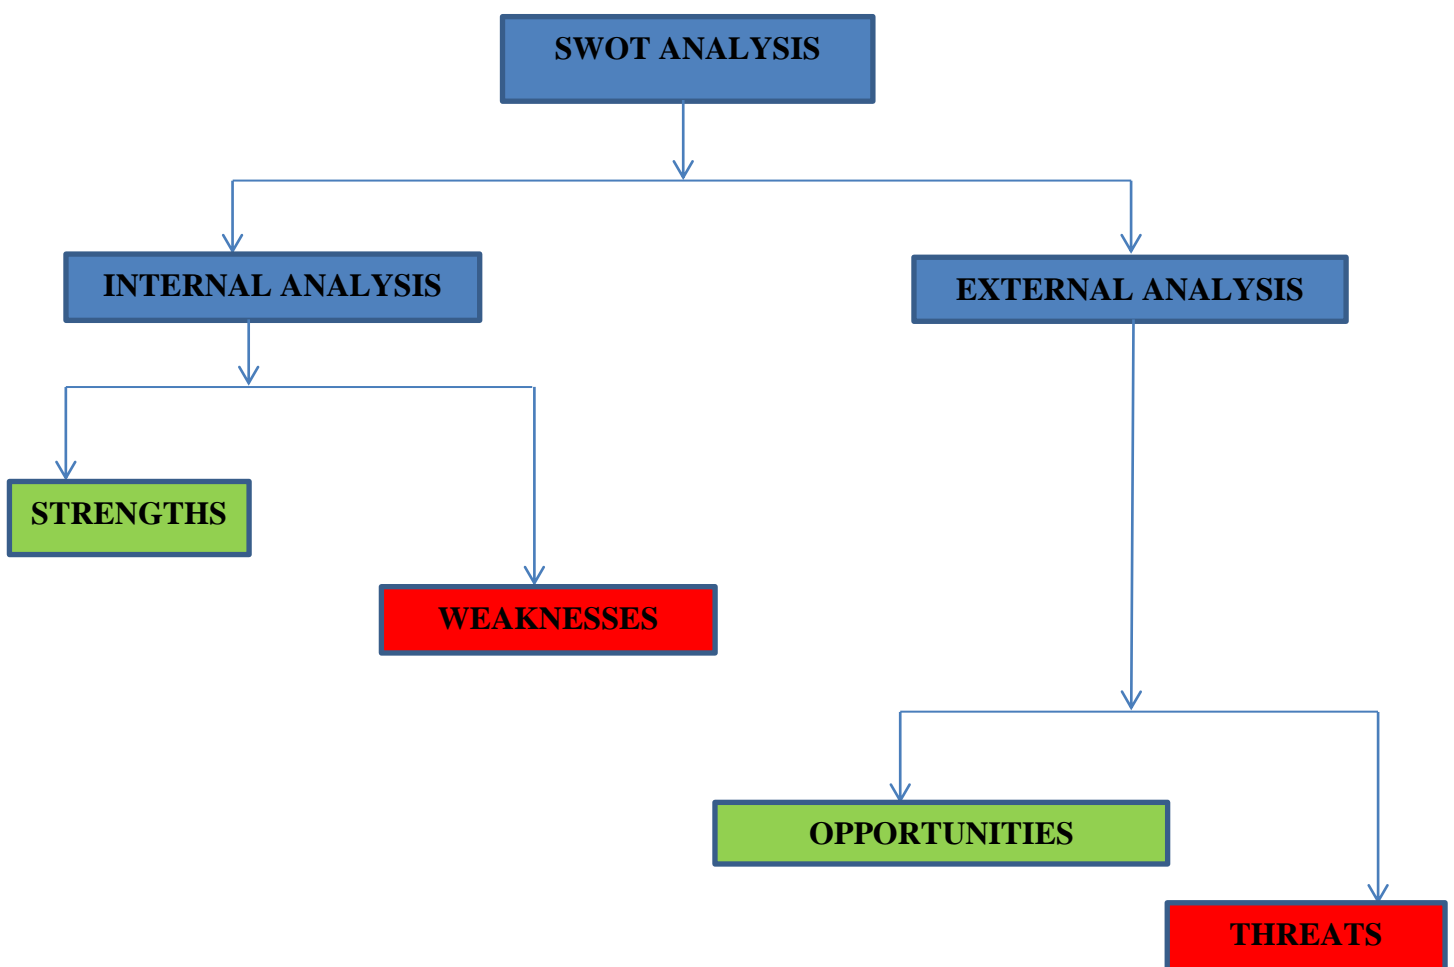 SWOT ANALYSIS
INTERNAL ANALYSIS
EXTERNAL ANALYSIS
STRENGTHS
WEAKNESSES
OPPORTUNITIES
THREATS